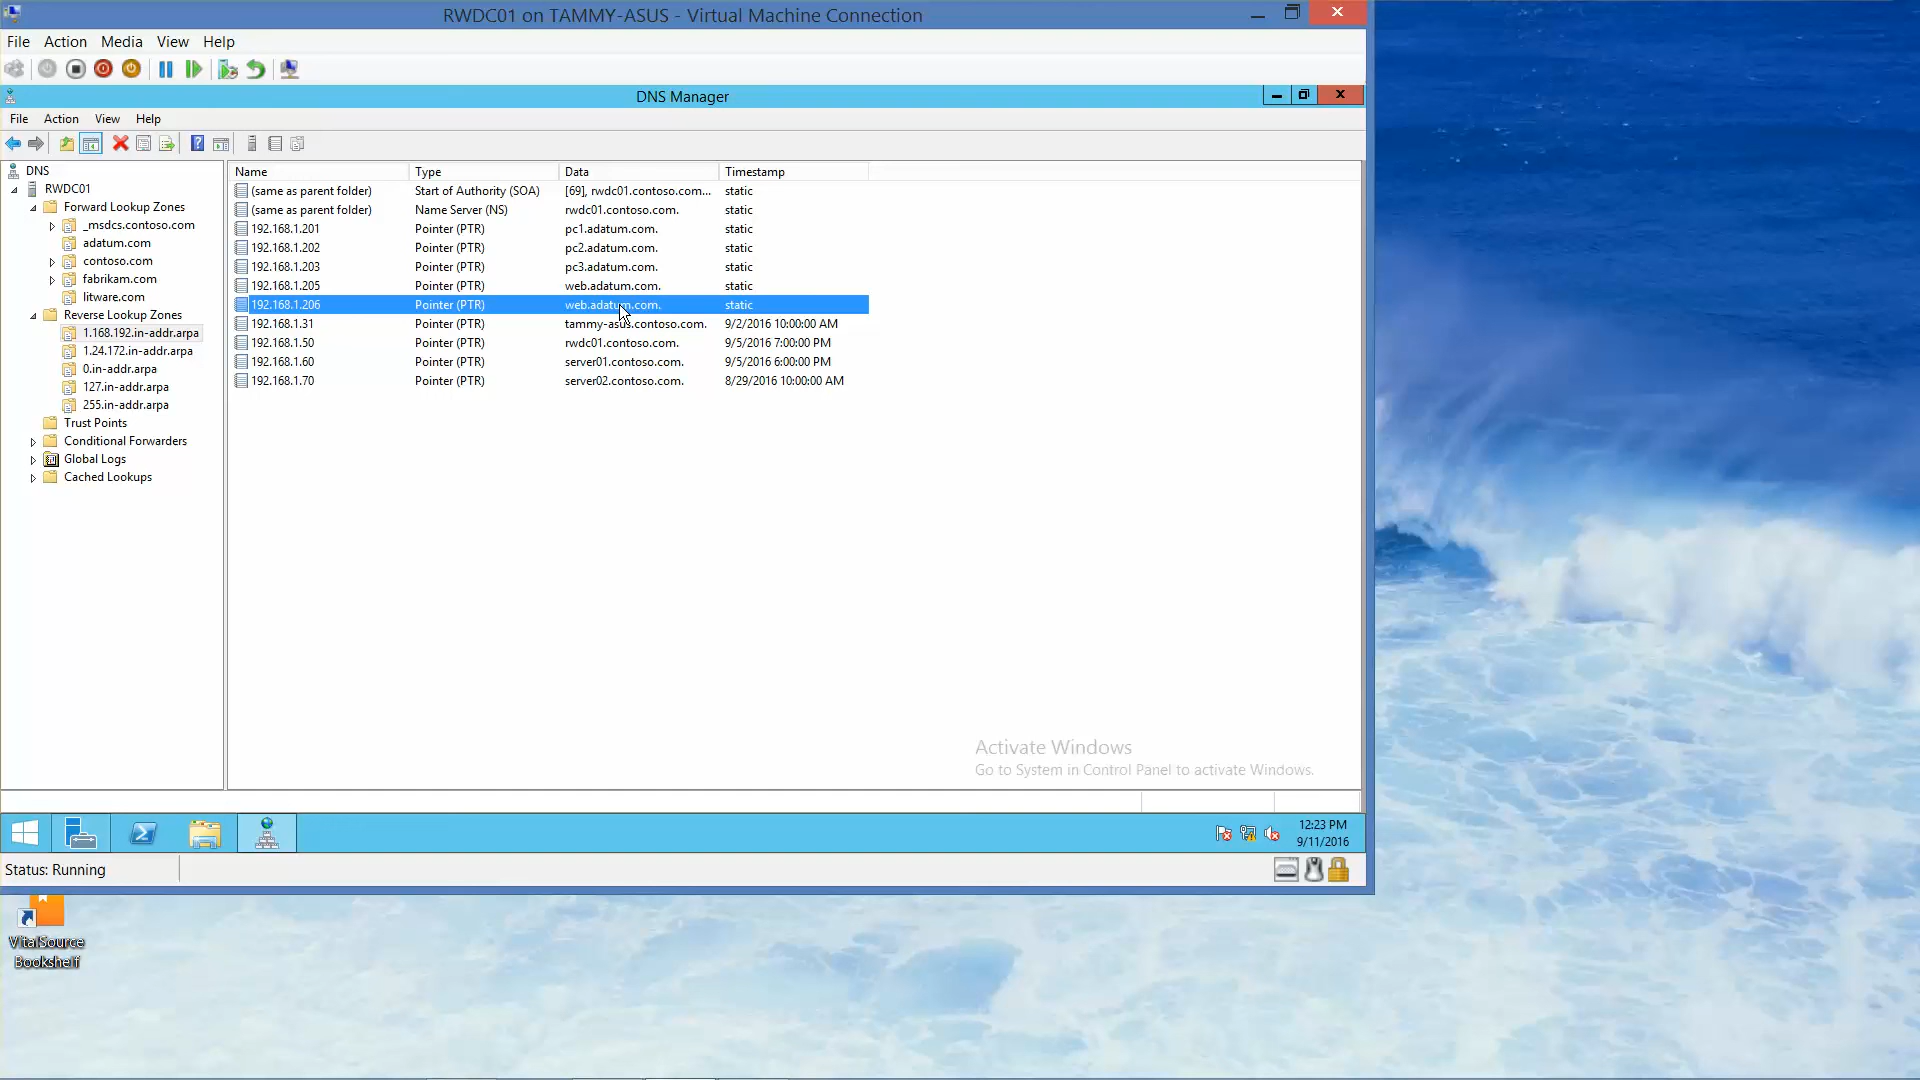 RWDC01 on TAMMY-ASUS - Virtual Machine Connection
File Action Media View Help
DNS Manager
File Action View Help
DNS
RWDC01
Forward Lookup Zones
_msdcs.contoso.com
adatum.com
contoso.com
fabrikam.com
litware.com
Reverse Lookup Zones
1.168.192.in-addr.arpa
1.24.172.in-addr.arpa
0.in-addr.arpa
127.in-addr.arpa
255.in-addr.arpa
Trust Points
Conditional Forwarders
Global Logs
Cached Lookups
Name Type Data Timestamp
(same as parent folder) Start of Authority (SOA) [69], rwdc01.contoso.com... static
(same as parent folder) Name Server (NS) rwdc01.contoso.com. static
192.168.1.201 Pointer (PTR) pc1.adatum.com. static
192.168.1.202 Pointer (PTR) pc2.adatum.com. static
192.168.1.203 Pointer (PTR) pc3.adatum.com. static
192.168.1.205 Pointer (PTR) web.adatum.com. static
192.168.1.206 Pointer (PTR) web.adatum.com. static
192.168.1.31 Pointer (PTR) tammy-asus.contoso.com. 9/2/2016 10:00:00 AM
192.168.1.50 Pointer (PTR) rwdc01.contoso.com. 9/5/2016 7:00:00 PM
192.168.1.60 Pointer (PTR) server01.contoso.com. 9/5/2016 6:00:00 PM
192.168.1.70 Pointer (PTR) server02.contoso.com. 8/29/2016 10:00:00 AM
Activate Windows
Go to System in Control Panel to activate Windows.
12:23 PM
9/11/2016
Status: Running
VitalSource
Bookshelf